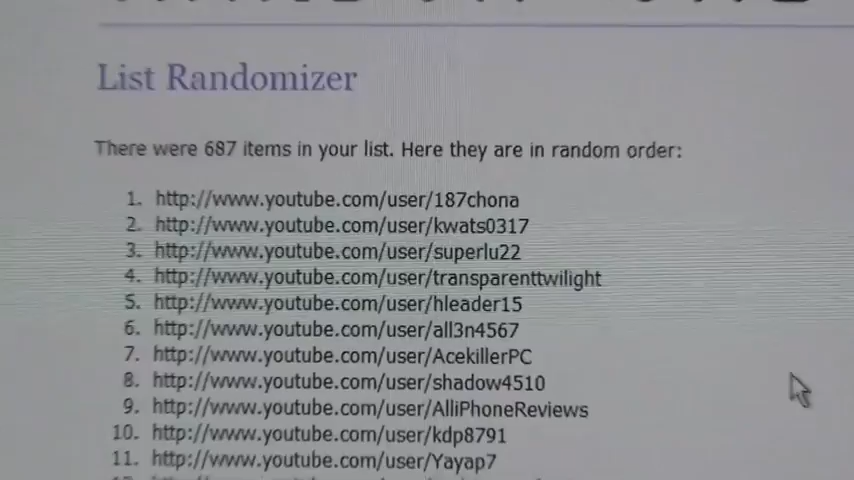 List Randomizer
There were 687 items in your list. Here they are in random order:
1. http://www.youtube.com/user/187chona
2. http://www.youtube.com/user/kwats0317
3. http://www.youtube.com/user/superlu22
4. http://www.youtube.com/user/transparenttwilight
5. http://www.youtube.com/user/hleader15
6. http://www.youtube.com/user/all3n4567
7. http://www.youtube.com/user/AcekillerPC
8. http://www.youtube.com/user/shadow4510
9. http://www.youtube.com/user/AlliPhoneReviews
10. http://www.youtube.com/user/kdp8791
11. http://www.youtube.com/user/Yayap7